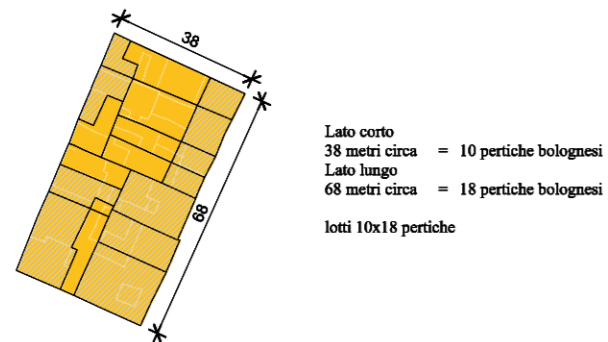 38
68
Lato corto
38 metri circa = 10 pertiche bolognesi
Lato lungo
68 metri circa = 18 pertiche bolognesi
lotti 10x18 pertiche